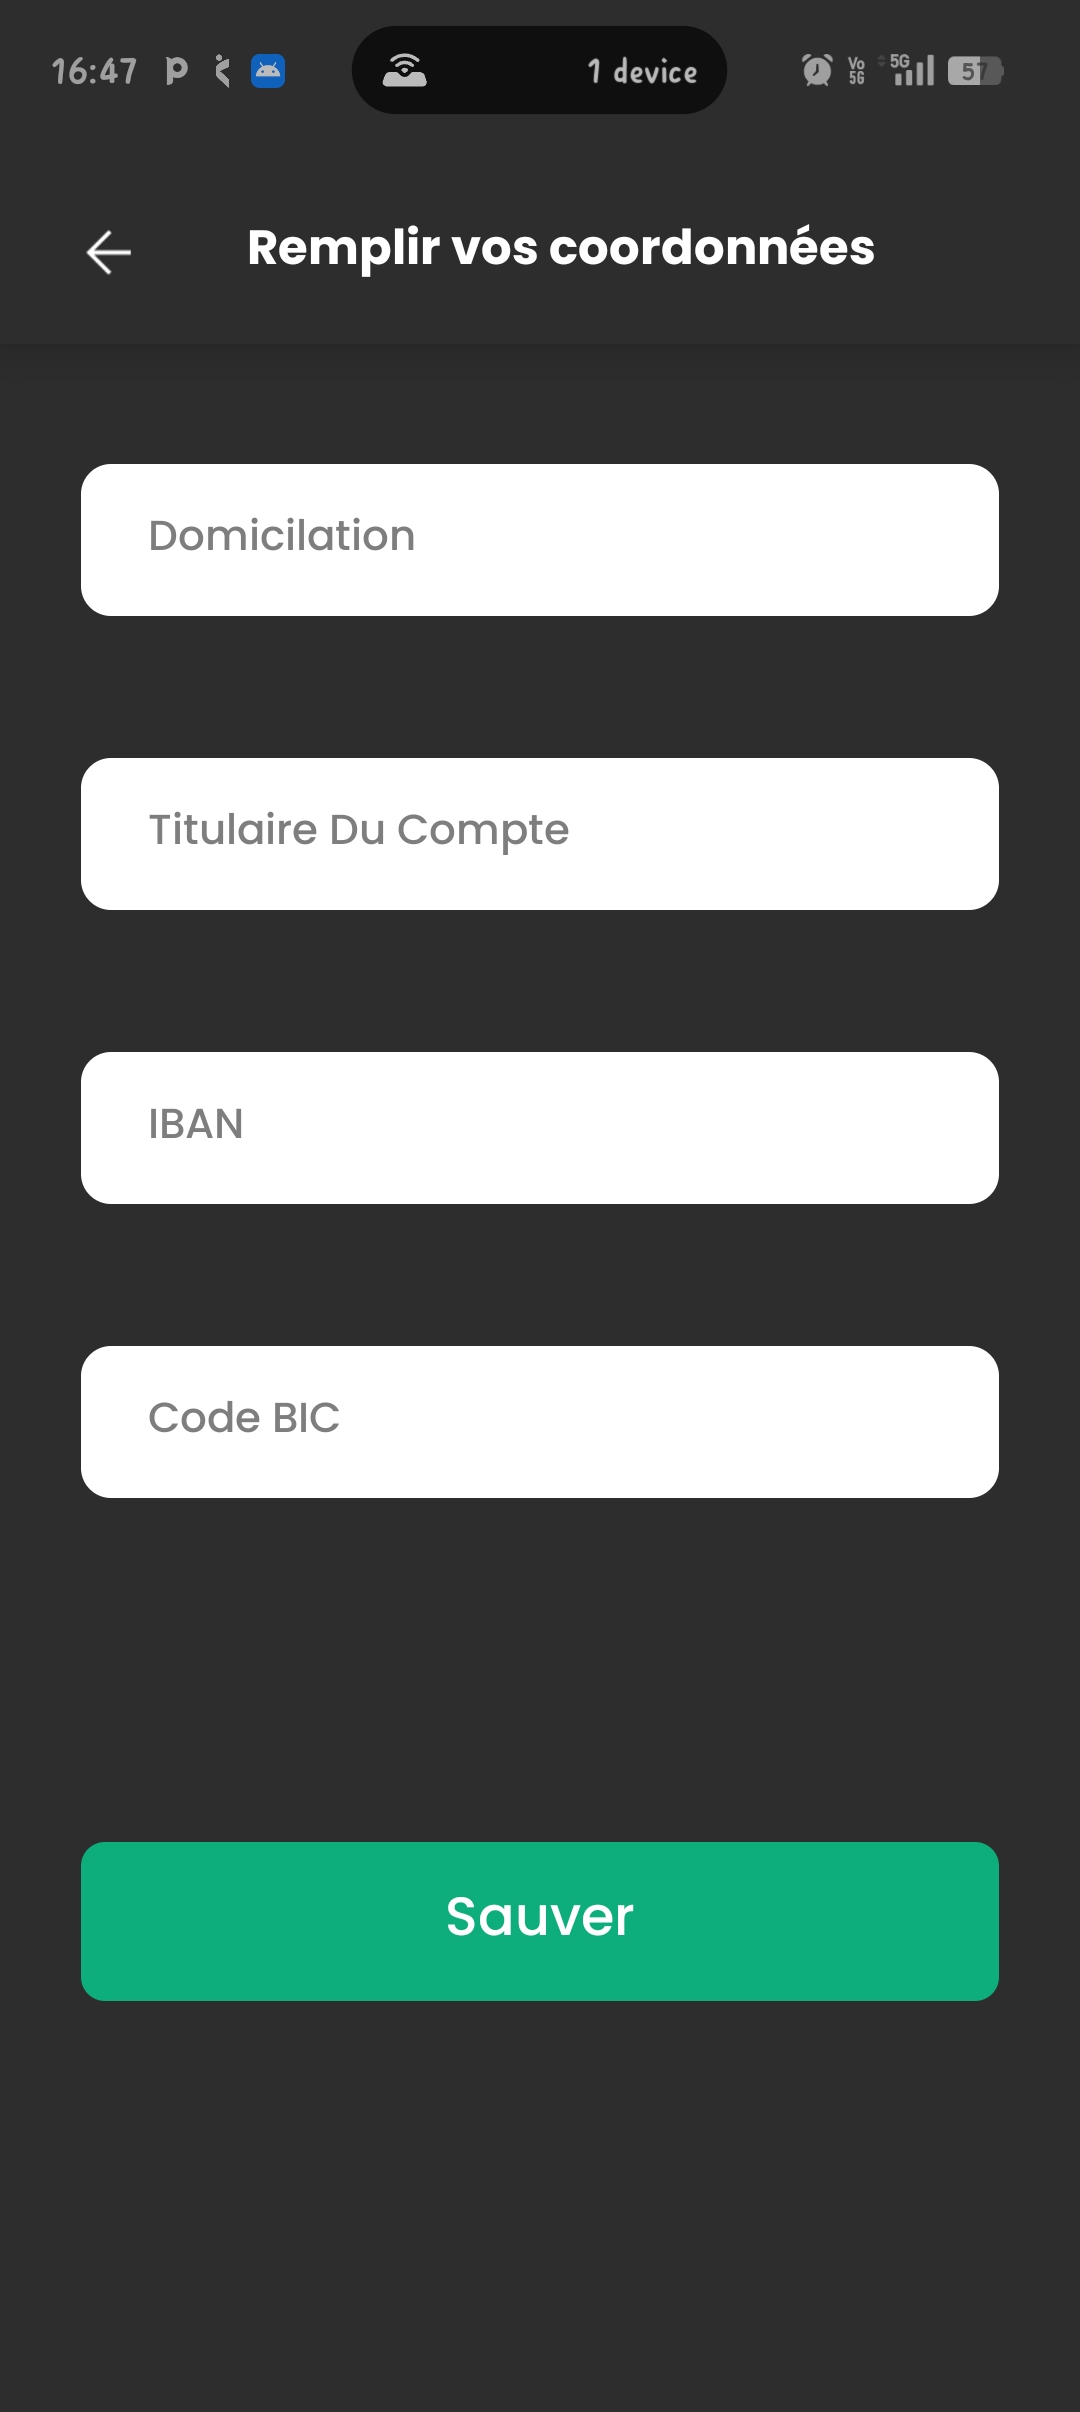 16:47
1 device
Vo 5G
5G
57
Remplir vos coordonnées
Domicilation
Titulaire Du Compte
IBAN
Code BIC
Sauver